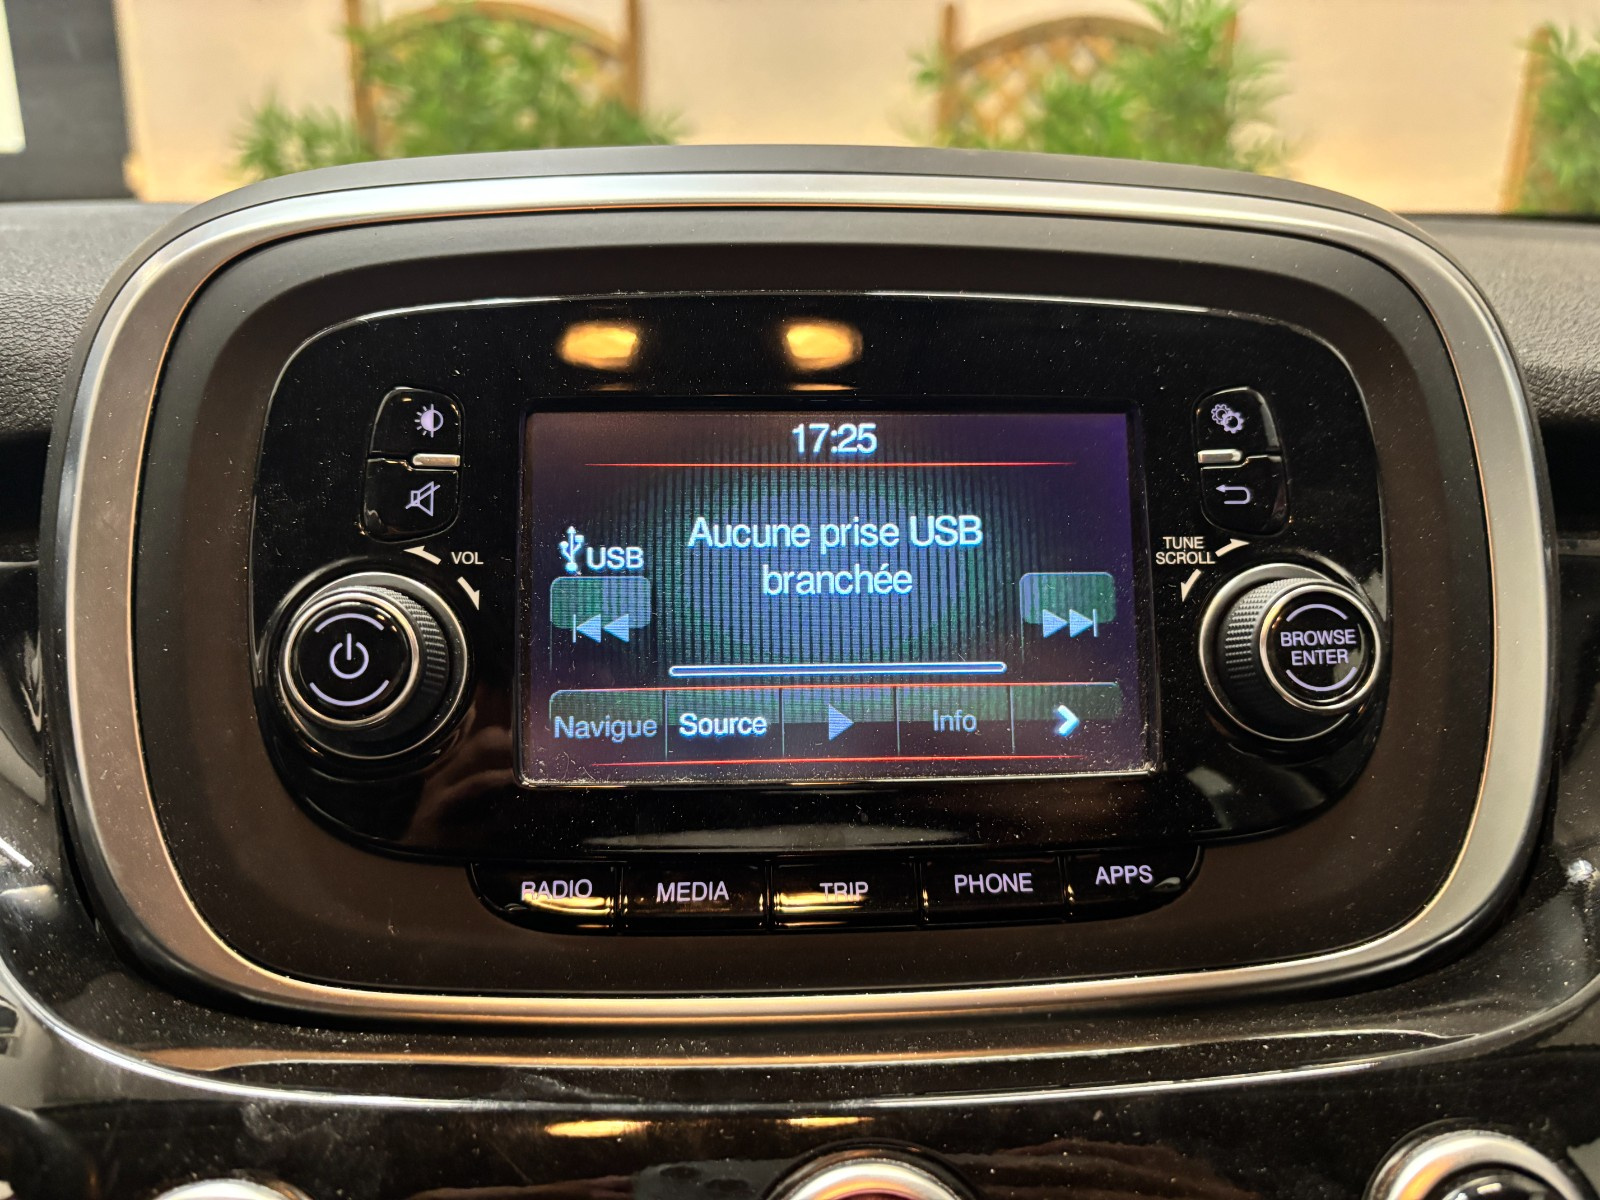 17:25
Aucune prise USB
branchée
USB
Navigue
Source
Info
VOL
TUNE
SCROLL
BROWSE
ENTER
RADIO
MEDIA
TRIP
PHONE
APPS